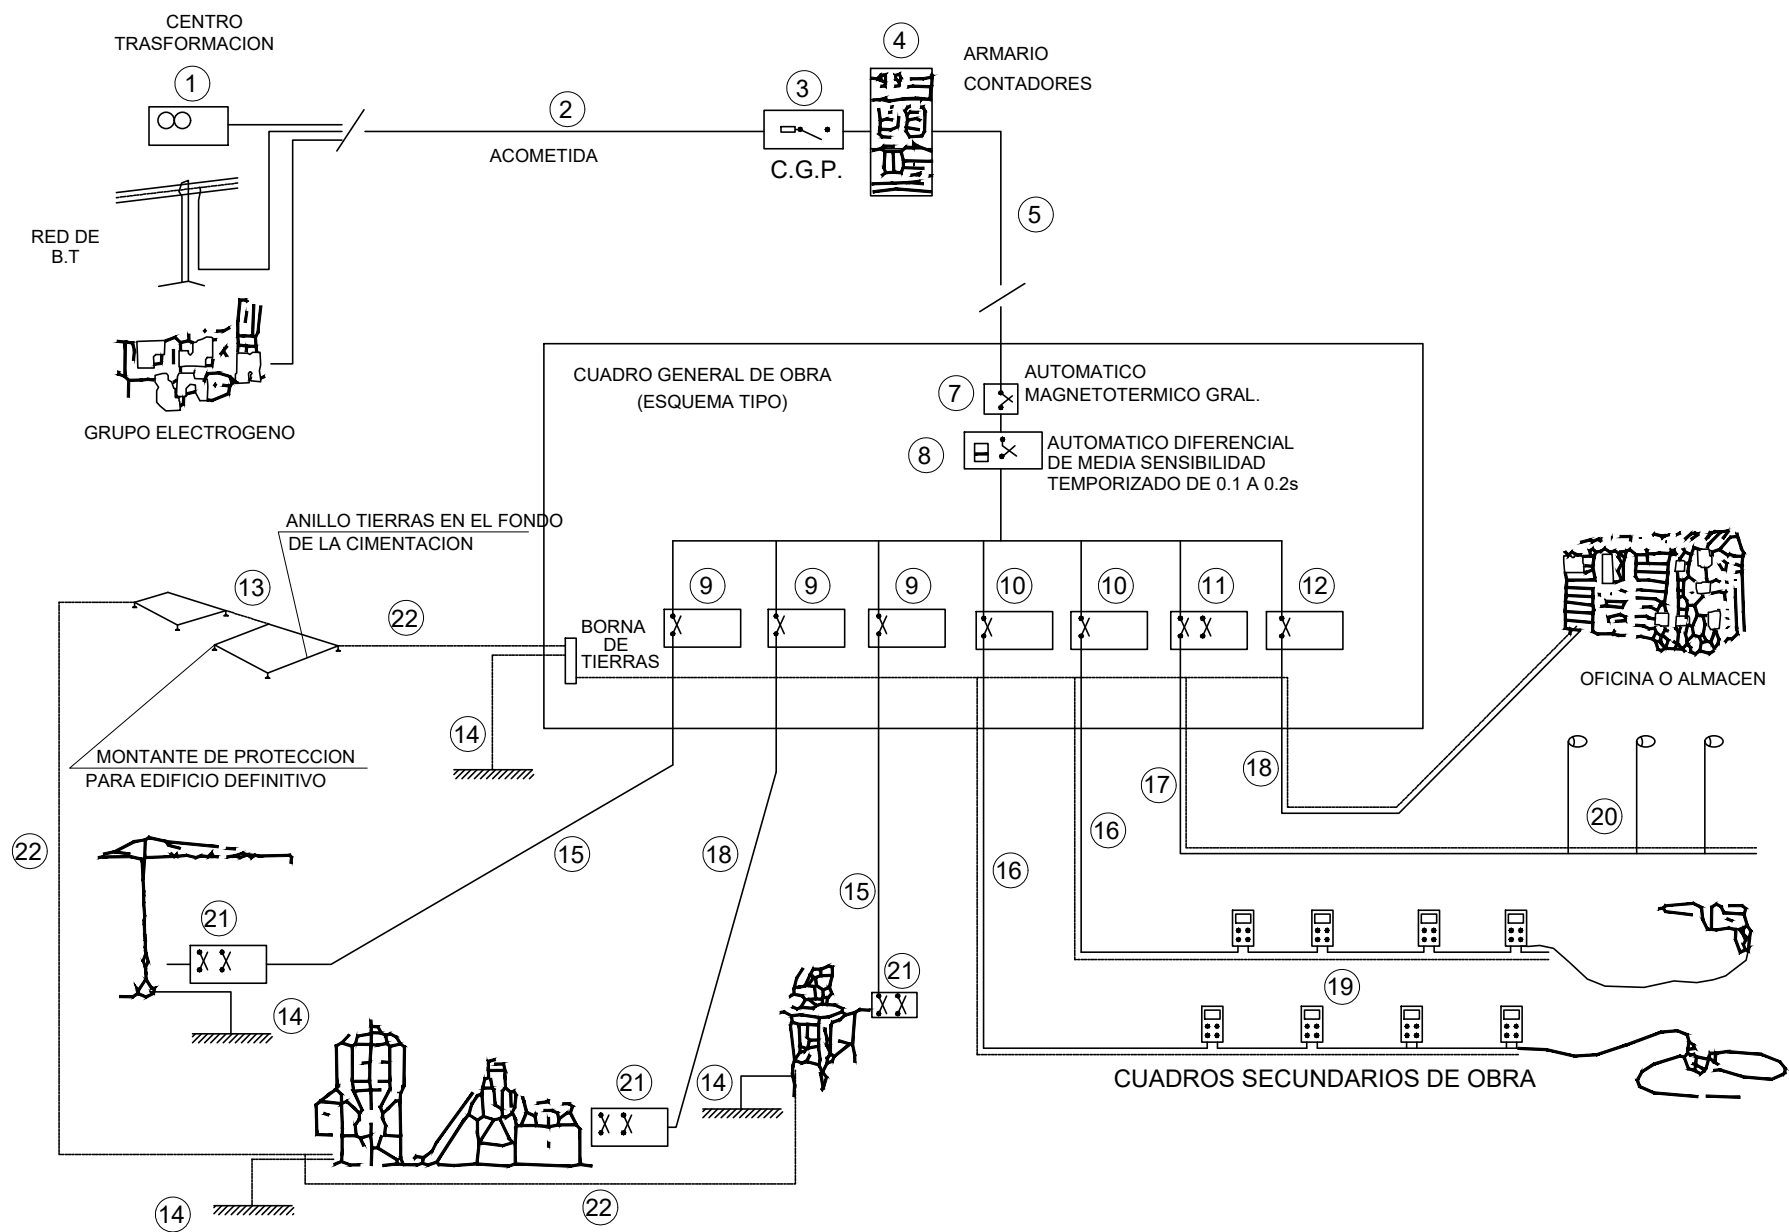 CENTRO
TRASFORMACION
1
2
3
4
ARMARIO
CONTADORES
ACOMETIDA
C.G.P.
5
RED DE
B.T
GRUPO ELECTROGENO
CUADRO GENERAL DE OBRA
(ESQUEMA TIPO)
7
AUTOMATICO
MAGNETOTERMICO GRAL.
8
AUTOMATICO DIFERENCIAL
DE MEDIA SENSIBILIDAD
TEMPORIZADO DE 0.1 A 0.2s
ANILLO TIERRAS EN EL FONDO
DE LA CIMENTACION
13
22
BORNA
DE
TIERRAS
9
9
9
10
10
11
12
OFICINA O ALMACEN
14
MONTANTE DE PROTECCION
PARA EDIFICIO DEFINITIVO
18
17
20
16
22
15
18
15
16
21
21
19
14
21
14
CUADROS SECUNDARIOS DE OBRA
14
22